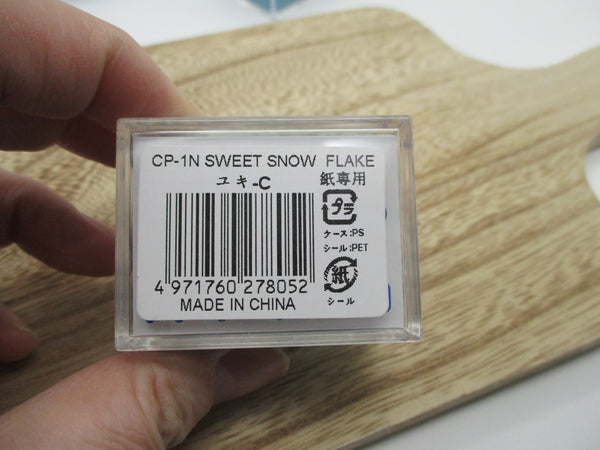 CP-1N SWEET SNOW FLAKE
ユキ-C
紙専用
プラ
ケース:PS
シール:PET
紙
シール
4 971760 278052
MADE IN CHINA